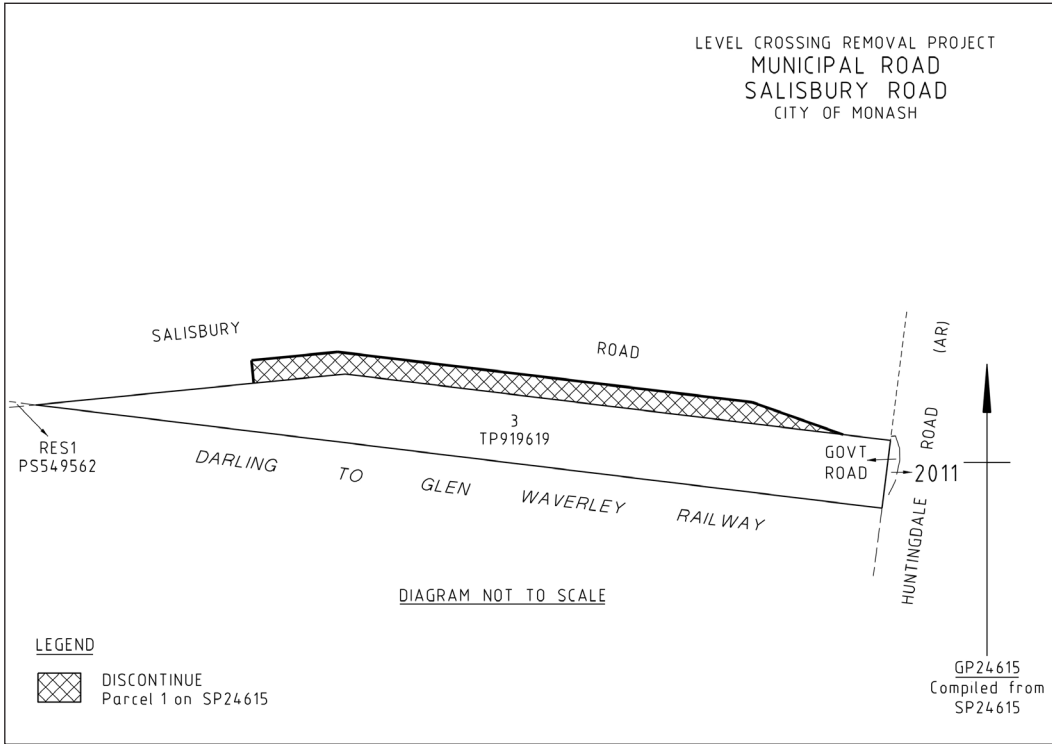 LEVEL CROSSING REMOVAL PROJECT
MUNICIPAL ROAD
SALISBURY ROAD
CITY OF MONASH
SALISBURY
ROAD
(AR)
ROAD
HUNTINGDALE
3
TP919619
GOVT
ROAD
2011
RES1
PS549562
DARLING TO GLEN WAVERLEY RAILWAY
DIAGRAM NOT TO SCALE
LEGEND
DISCONTINUE
Parcel 1 on SP24615
GP24615
Compiled from
SP24615